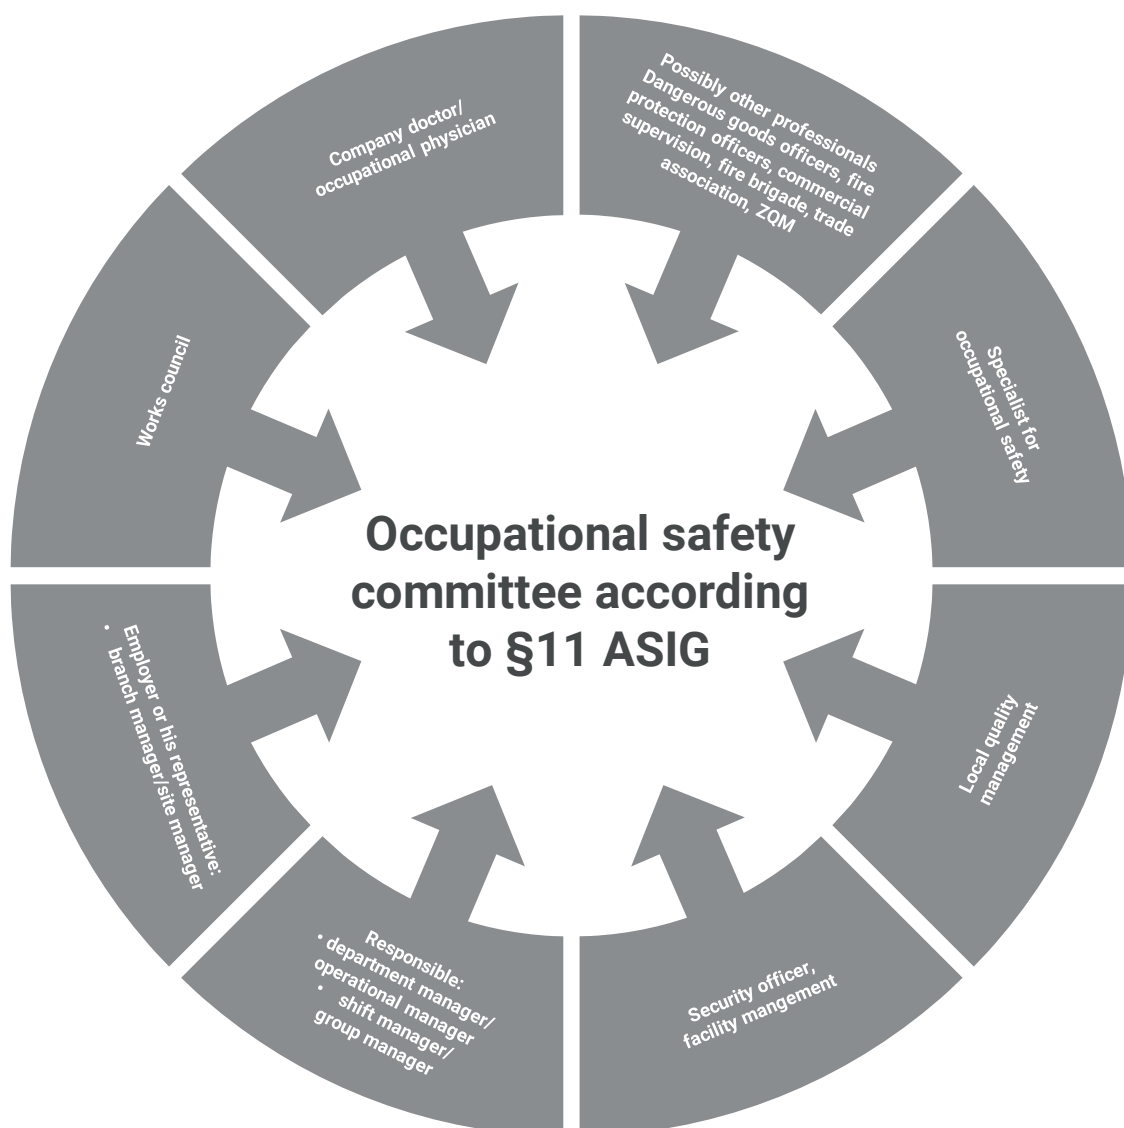 Company doctor/
occupational physician
Possibly other professionals
Dangerous goods officers, fire
protection officers, commercial
supervision, fire brigade, trade
association, ZQM
Works council
Specialist for
occupational safety
Occupational safety
committee according
to §11 ASIG
Employer or his representative:
• branch manager/site manager
Local quality
management
Responsible:
• department manager/
operational manager
• shift manager/
group manager
Security officer,
facility mangement